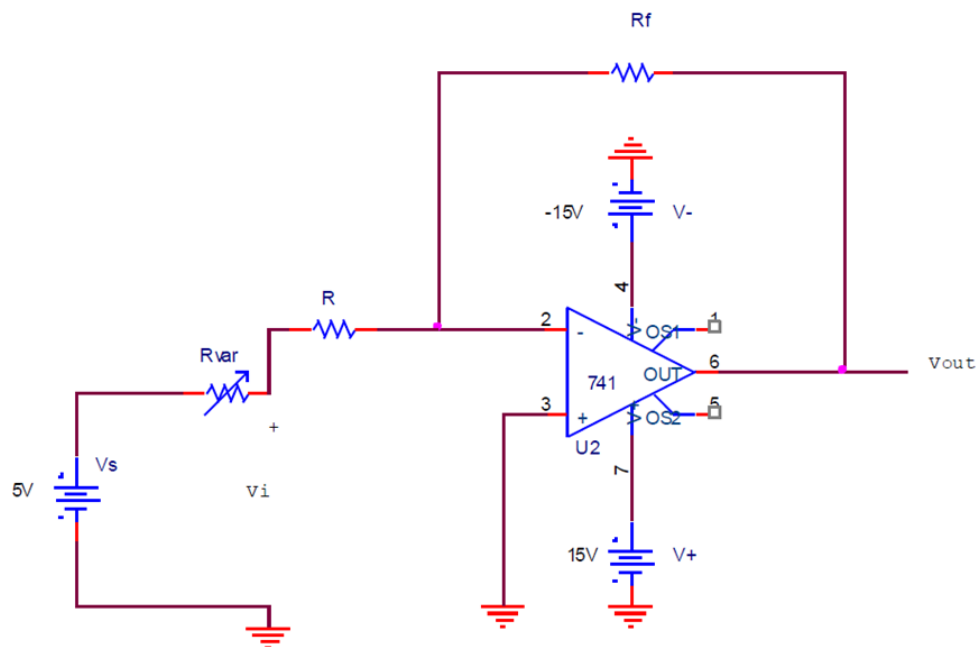 Rf
-15V
V-
4
R
2
-
V-
OS1
1
Rvar
741
OUT
6
Vout
3
+
V+
OS2
5
+
U2
Vs
5V
Vi
7
15V
V+